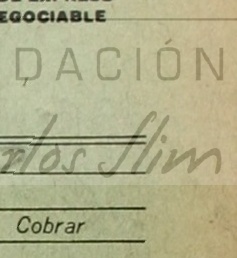 EGOCIABLE
DACIÓN
rlos Slim
Cobrar